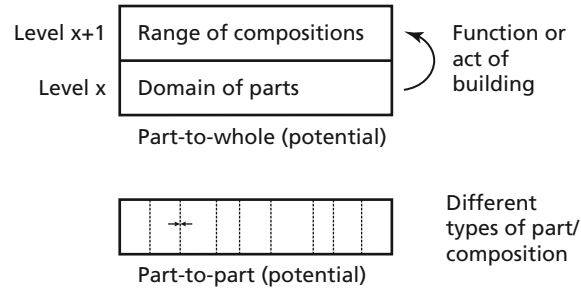 Level x+1
Range of compositions
Function or
act of
building
Level x
Domain of parts
Part-to-whole (potential)
Different
types of part/
composition
Part-to-part (potential)